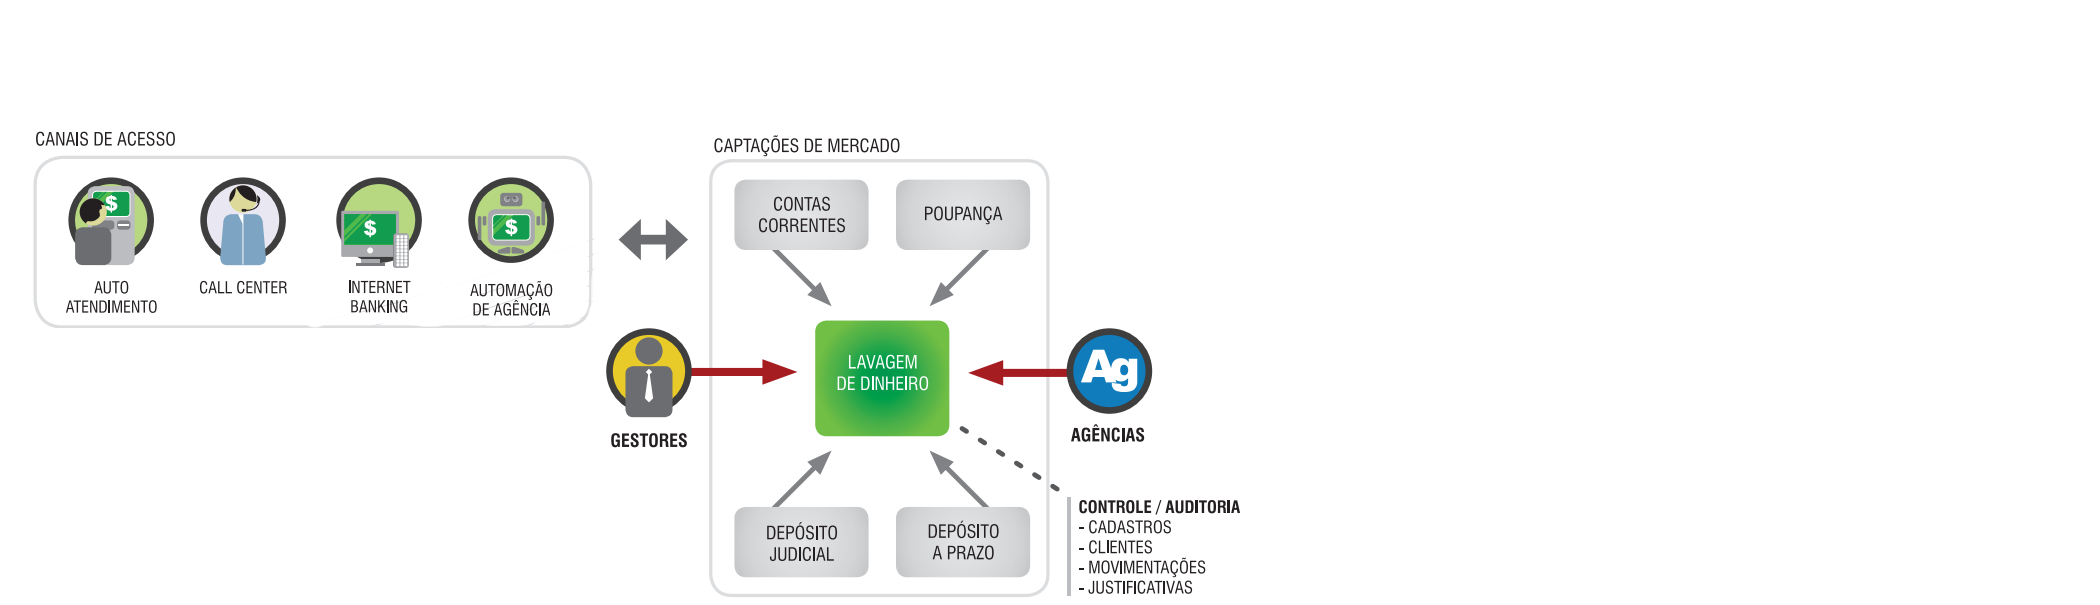 CANAIS DE ACESSO
$
AUTO
ATENDIMENTO
CALL CENTER
$
INTERNET
BANKING
$
AUTOMAÇÃO
DE AGÊNCIA
CAPTAÇÕES DE MERCADO
CONTAS
CORRENTES
POUPANÇA
LAVAGEM
DE DINHEIRO
GESTORES
Ag
AGÊNCIAS
DEPÓSITO
JUDICIAL
DEPÓSITO
A PRAZO
CONTROLE / AUDITORIA
- CADASTROS
- CLIENTES
- MOVIMENTAÇÕES
- JUSTIFICATIVAS